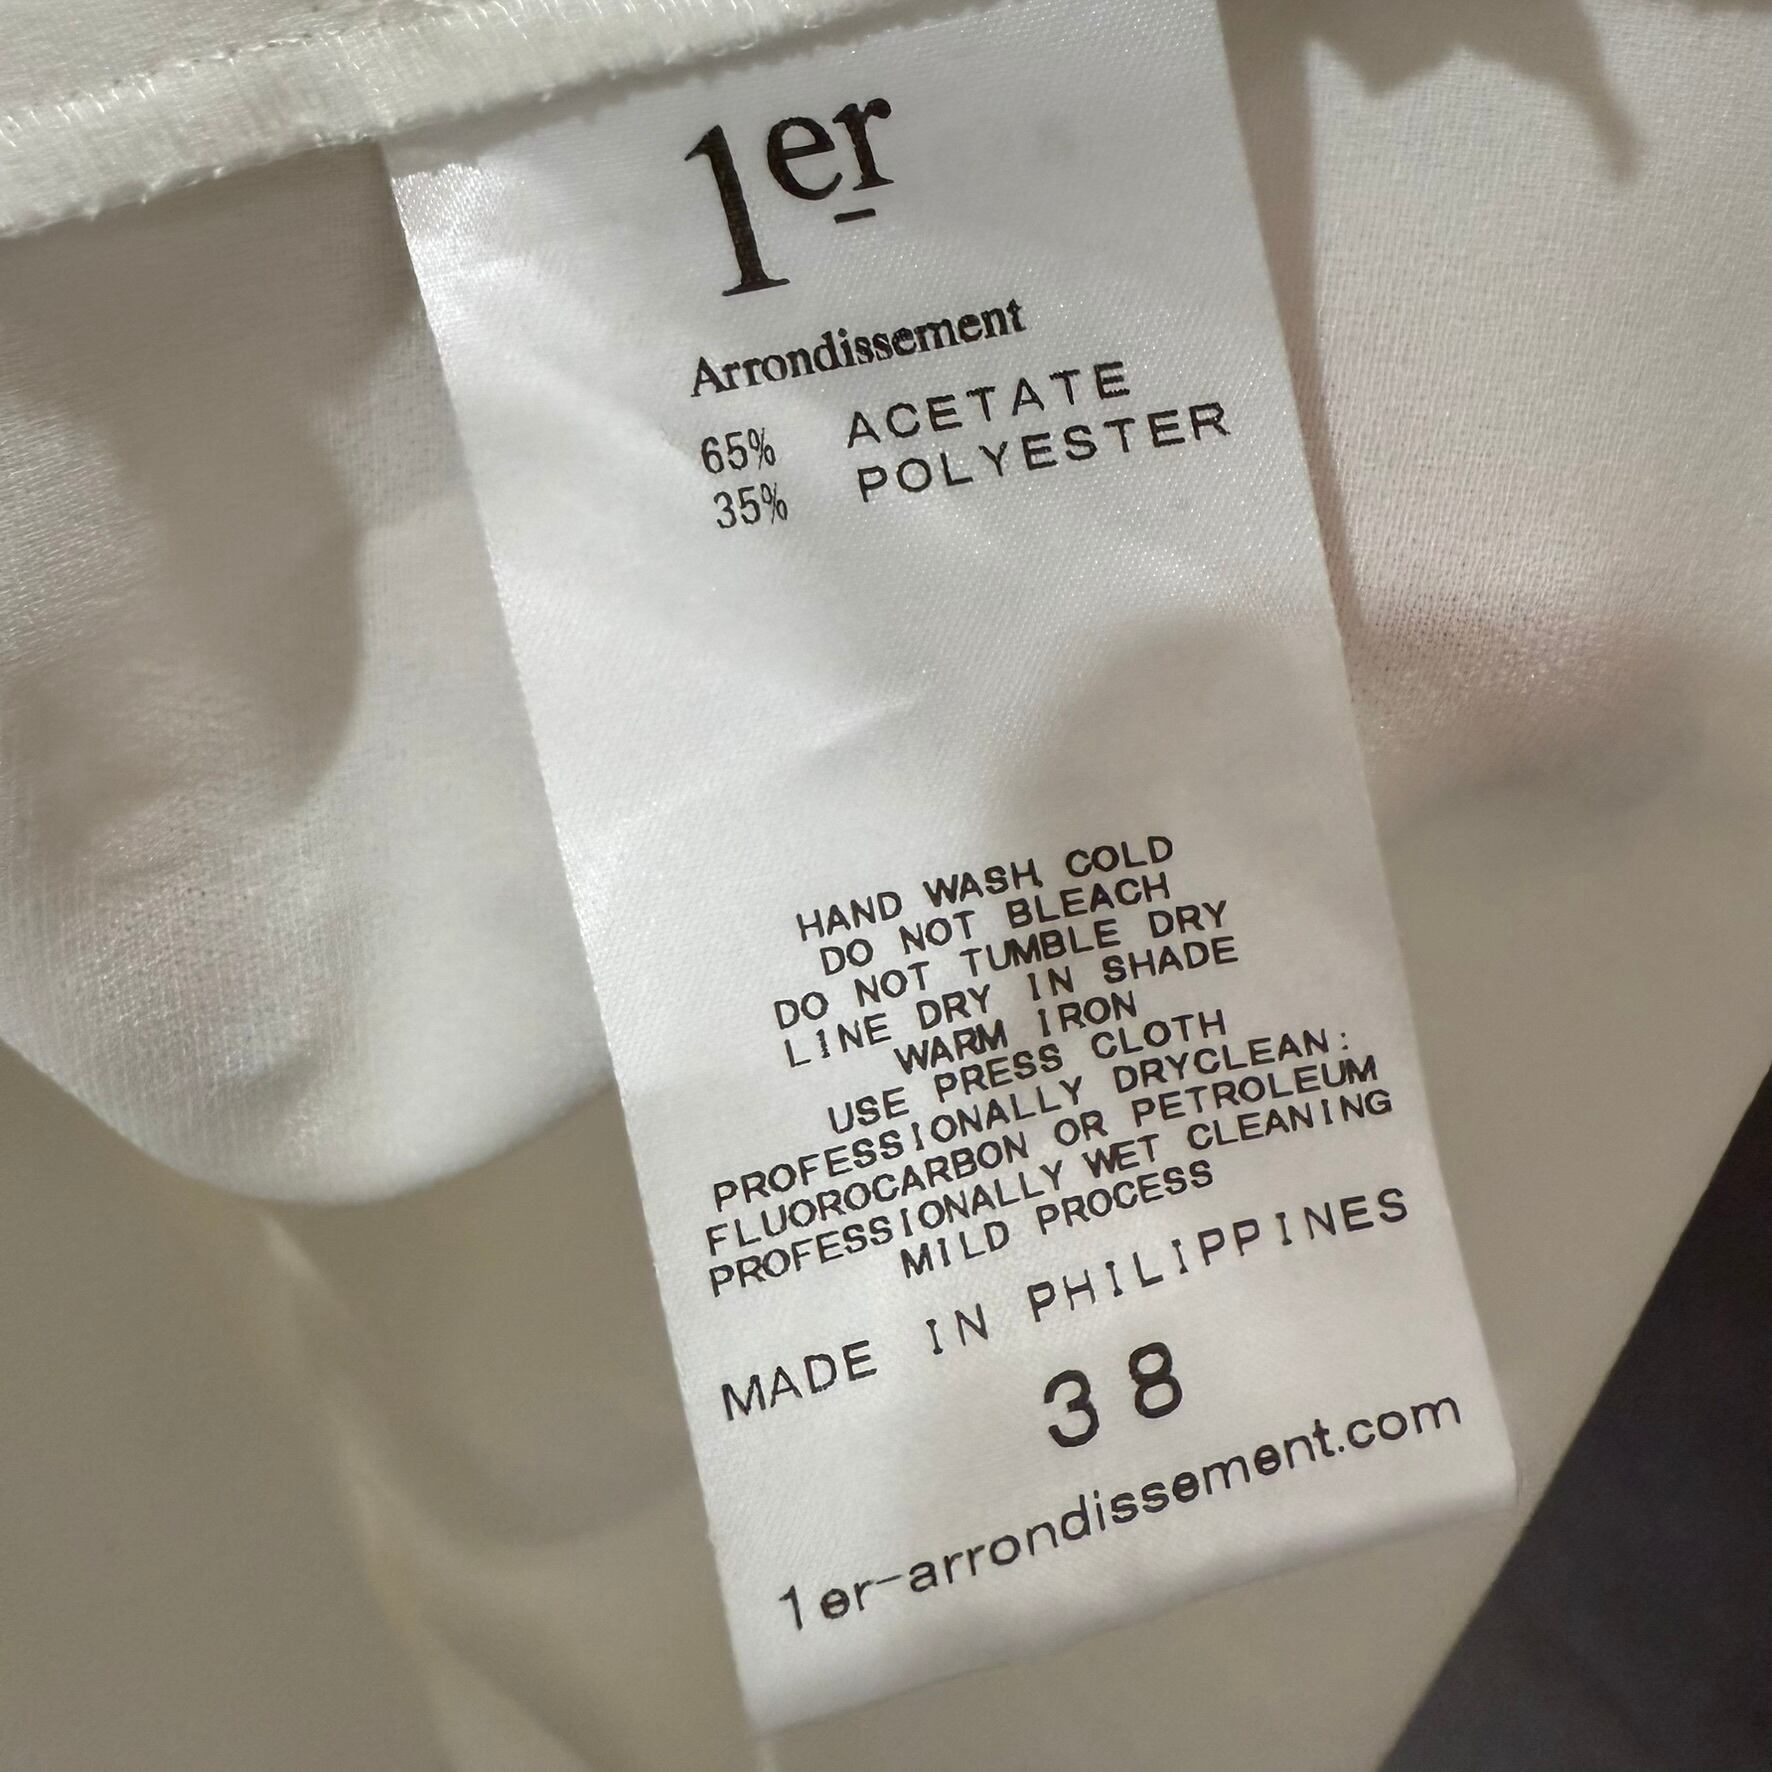 1er
Arrondissement
65% ACETATE
35% POLYESTER
HAND WASH COLD
DO NOT BLEACH
DO NOT TUMBLE DRY
LINE DRY IN SHADE
WARM IRON
USE PRESS CLOTH
PROFESSIONALLY DRYCLEAN:
FLUOROCARBON OR PETROLEUM
PROFESSIONALLY WET CLEANING
MILD PROCESS
MADE IN PHILIPPINES
38
1er-arrondissement.com